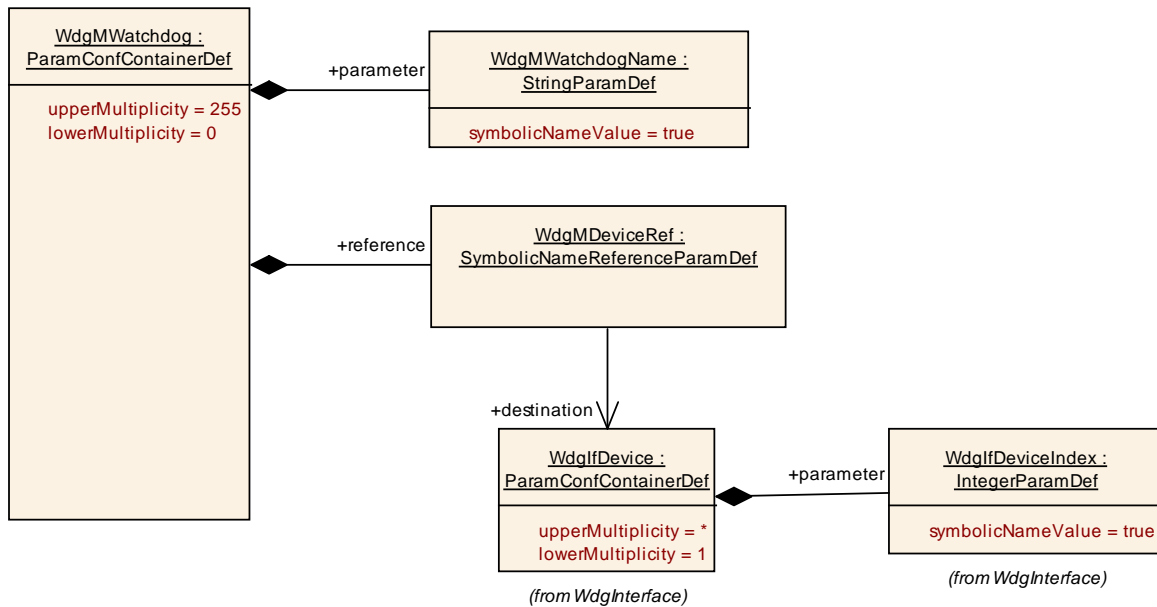 WdgMWatchdog :
ParamConfContainerDef
upperMultiplicity = 255
lowerMultiplicity = 0
+parameter
WdgMWatchdogName :
StringParamDef
symbolicNameValue = true
+reference
WdgMDeviceRef :
SymbolicNameReferenceParamDef
+destination
WdgIfDevice :
ParamConfContainerDef
upperMultiplicity = *
lowerMultiplicity = 1
(from WdgInterface)
+parameter
WdgIfDeviceIndex :
IntegerParamDef
symbolicNameValue = true
(from WdgInterface)